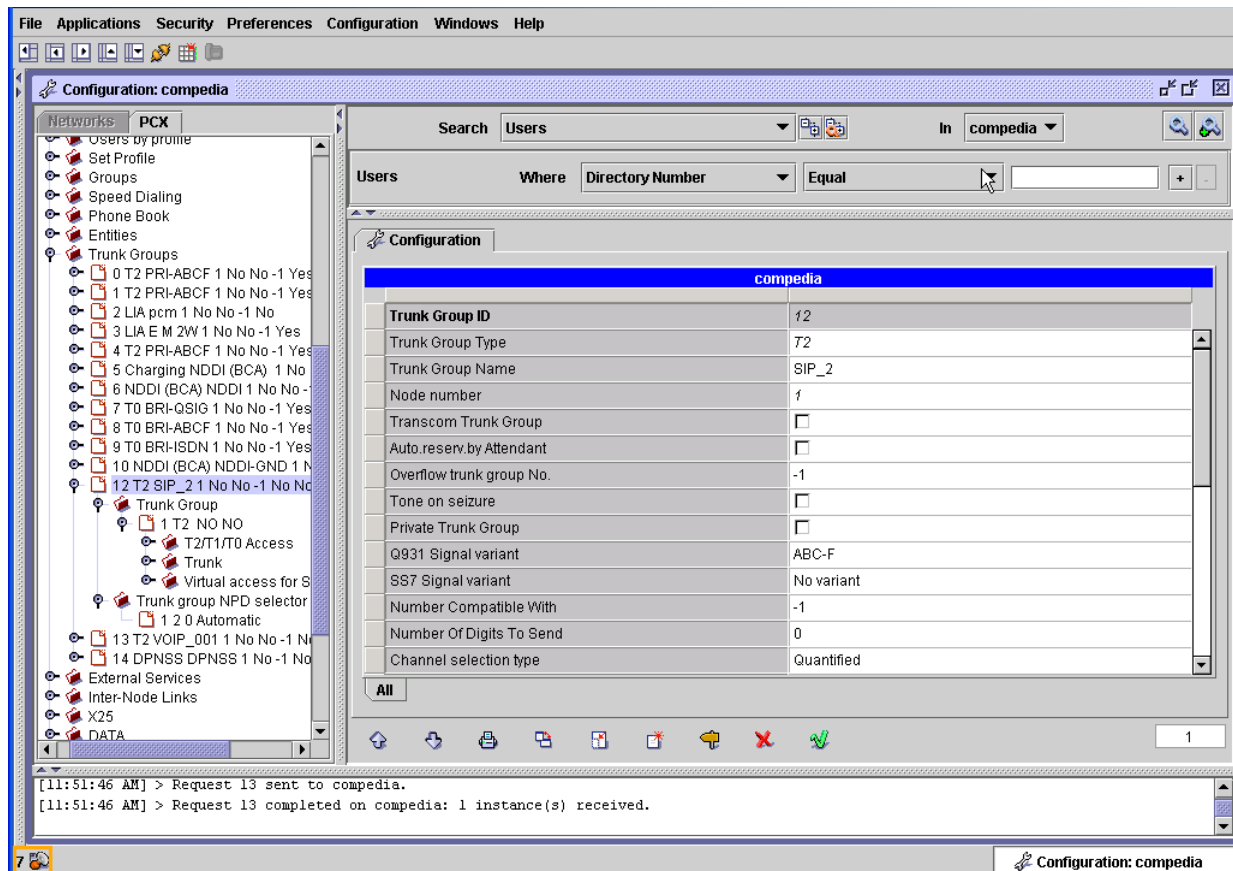 File Applications Security Preferences Configuration Windows Help
Configuration: compedia
Networks PCX
Users by profile
Set Profile
Groups
Speed Dialing
Phone Book
Entities
Trunk Groups
0 T2 PRI-ABCF 1 No No -1 Yes
1 T2 PRI-ABCF 1 No No -1 Yes
2 LIA pcm 1 No No -1 No
3 LIA E M 2W 1 No No -1 Yes
4 T2 PRI-ABCF 1 No No -1 Yes
5 Charging NDDI (BCA) 1 No
6 NDDI (BCA) NDDI 1 No No -1
7 T0 BRI-QSIG 1 No No -1 Yes
8 T0 BRI-ABCF 1 No No -1 Yes
9 T0 BRI-ISDN 1 No No -1 Yes
10 NDDI (BCA) NDDI-GND 1 N
12 T2 SIP_2 1 No No -1 No No
Trunk Group
1 T2 NO NO
T2/T1/T0 Access
Trunk
Virtual access for S
Trunk group NPD selector
1 2 0 Automatic
13 T2 VOIP_001 1 No No -1 No
14 DPNSS DPNSS 1 No -1 No
External Services
Inter-Node Links
X25
DATA
Search Users In compedia
Users Where Directory Number Equal + -
Configuration
compedia
Trunk Group ID 12
Trunk Group Type T2
Trunk Group Name SIP_2
Node number 1
Transcom Trunk Group
Auto.reserv.by Attendant
Overflow trunk group No. -1
Tone on seizure
Private Trunk Group
Q931 Signal variant ABC-F
SS7 Signal variant No variant
Number Compatible With -1
Number Of Digits To Send 0
Channel selection type Quantified
All
1
[11:51:46 AM] > Request 13 sent to compedia.
[11:51:46 AM] > Request 13 completed on compedia: 1 instance(s) received.
7 Configuration: compedia